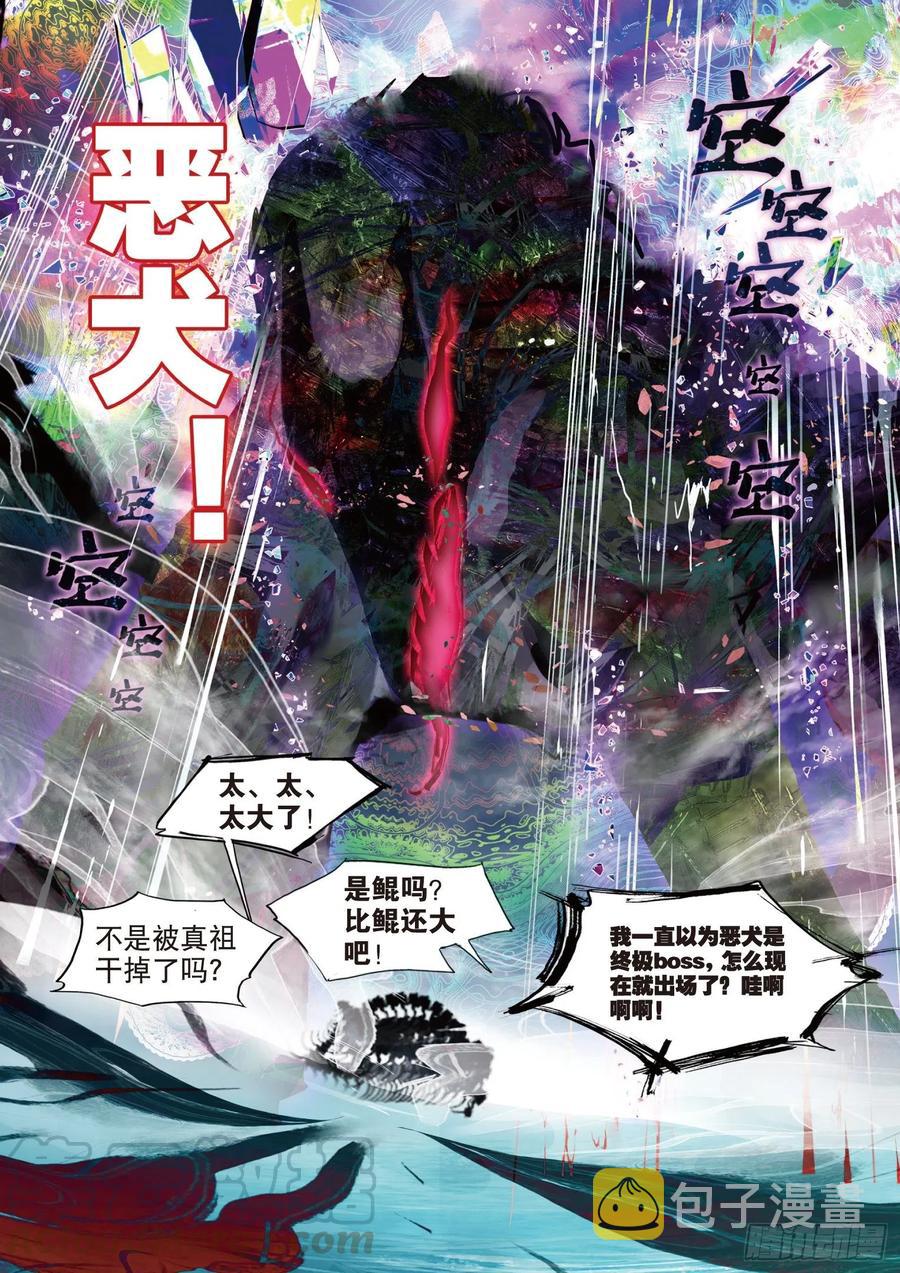 恶犬！
空
空
空
空
空
空
空
空
空
太、太、
太大了！
是鲲吗？
比鲲还大
吧！
不是被真祖
干掉了吗？
我一直以为恶犬是
终极boss，怎么现
在就出场了？哇啊
啊啊！
包子漫畫